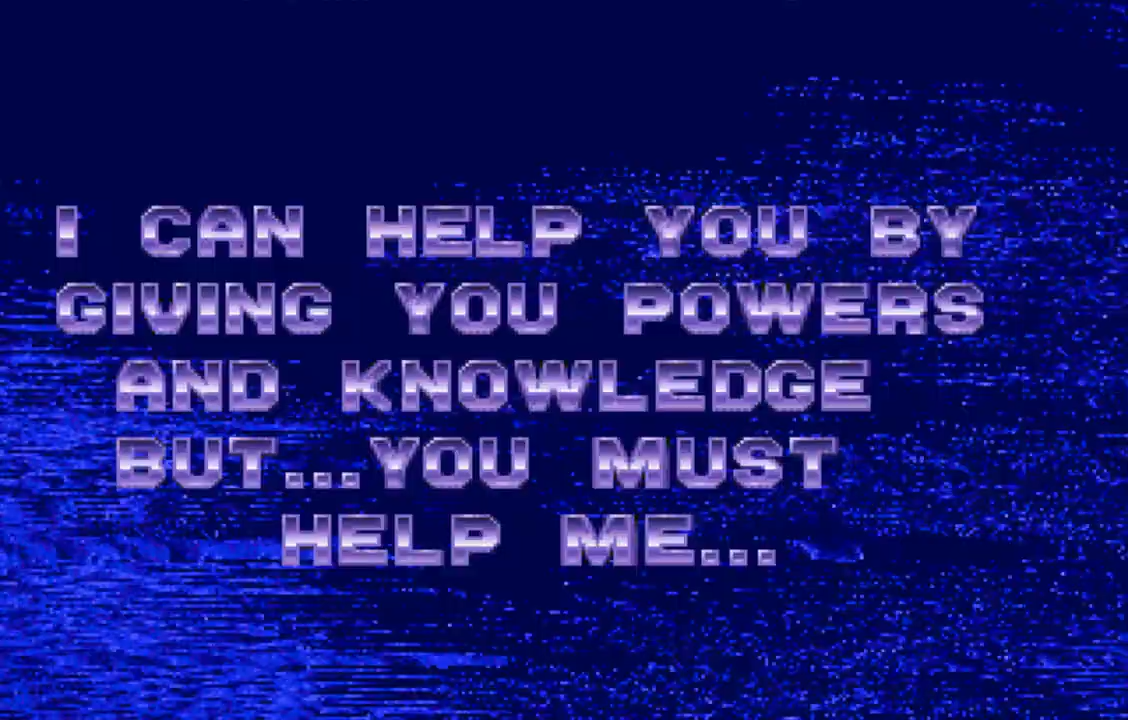 I CAN HELP YOU BY
GIVING YOU POWERS
AND KNOWLEDGE
BUT...YOU MUST
HELP ME...